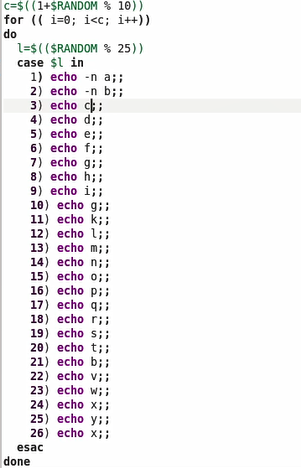 c=$((1+$RANDOM % 10))
for (( i=0; i<c; i++))
do
  l=$(($RANDOM % 25))
  case $l in
    1) echo -n a;;
    2) echo -n b;;
    3) echo c;;
    4) echo d;;
    5) echo e;;
    6) echo f;;
    7) echo g;;
    8) echo h;;
    9) echo i;;
    10) echo g;;
    11) echo k;;
    12) echo l;;
    13) echo m;;
    14) echo n;;
    15) echo o;;
    16) echo p;;
    17) echo q;;
    18) echo r;;
    19) echo s;;
    20) echo t;;
    21) echo b;;
    22) echo v;;
    23) echo w;;
    24) echo x;;
    25) echo y;;
    26) echo x;;
  esac
done